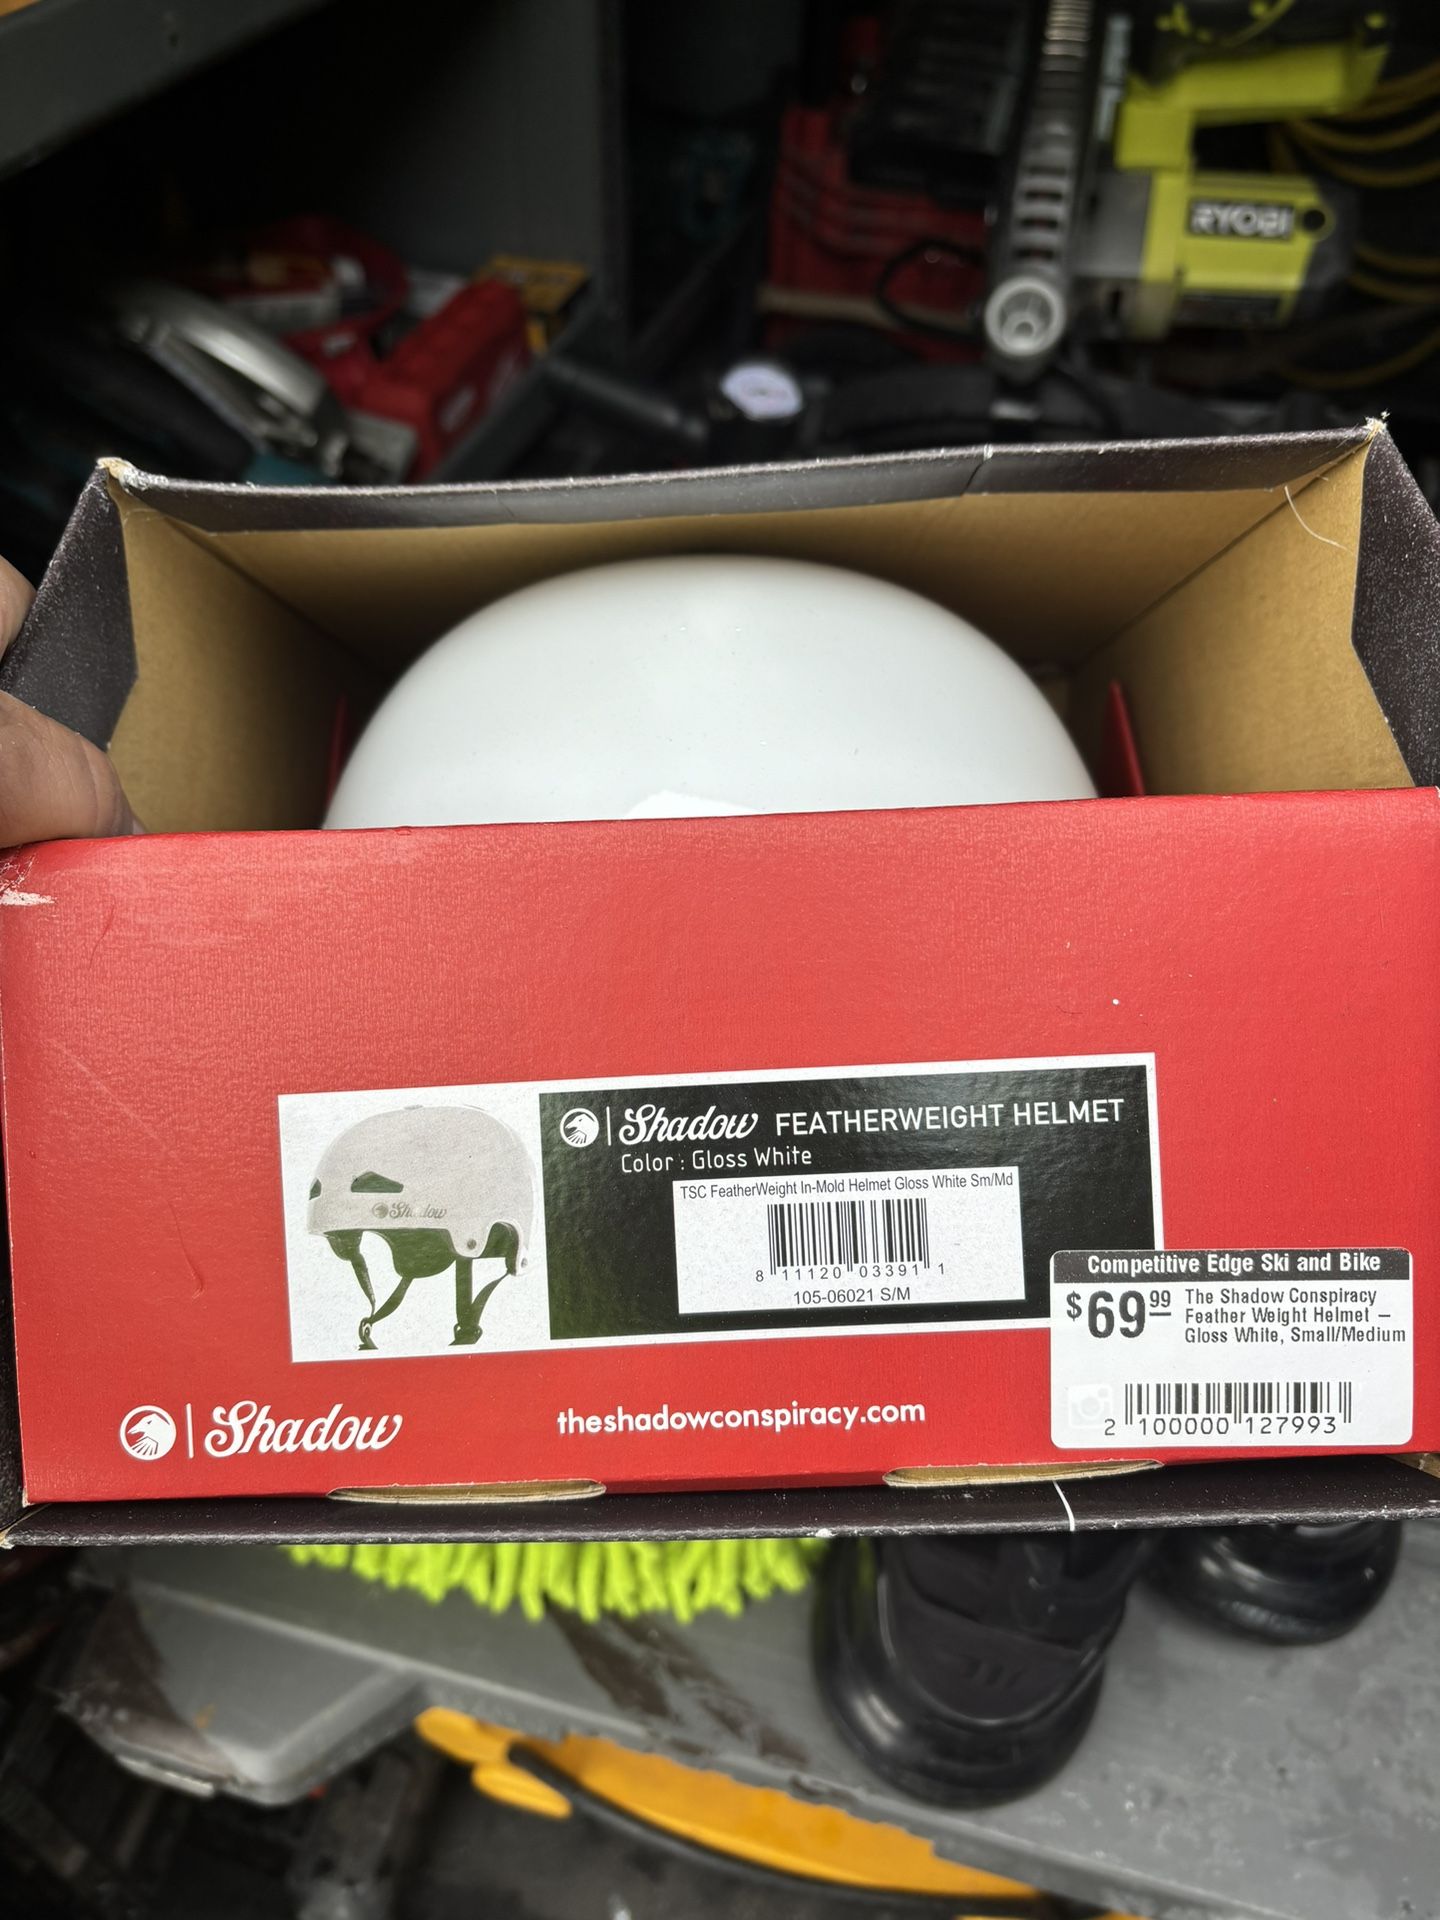 RYOBI
Shadow FEATHERWEIGHT HELMET
Color : Gloss White
TSC FeatherWeight In-Mold Helmet Gloss White Sm/Md
8 11120 03391 1
105-06021 S/M
Shadow
Competitive Edge Ski and Bike
$69.99 The Shadow Conspiracy
Feather Weight Helmet –
Gloss White, Small/Medium
2 100000 127993
Shadow
theshadowconspiracy.com